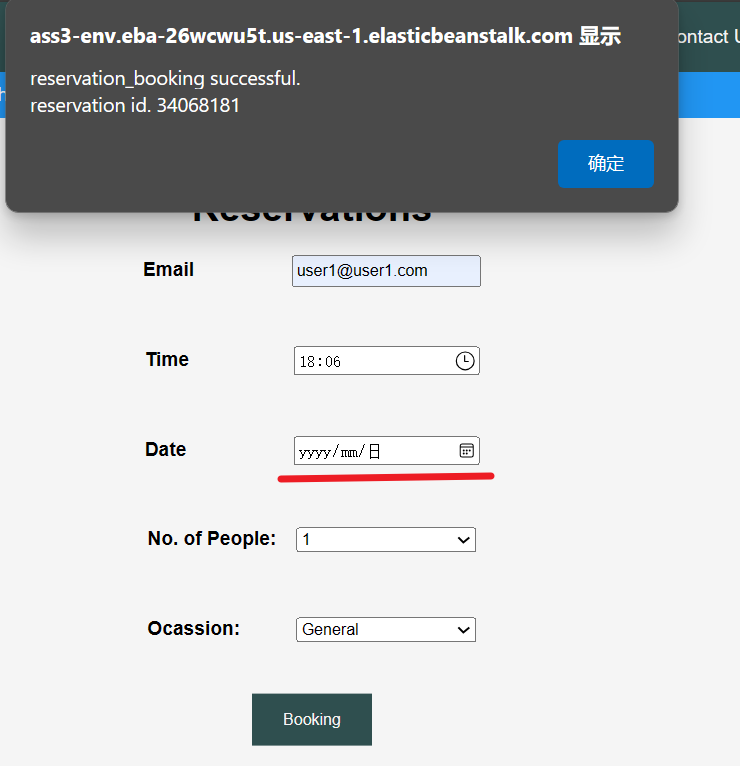 ass3-env.eba-26wcwu5t.us-east-1.elasticbeanstalk.com 显示
reservation_booking successful.
reservation id. 34068181
确定
Reservations
Email
user1@user1.com
Time
18:06
Date
yyyy/mm/日
No. of People:
1
Ocassion:
General
Booking